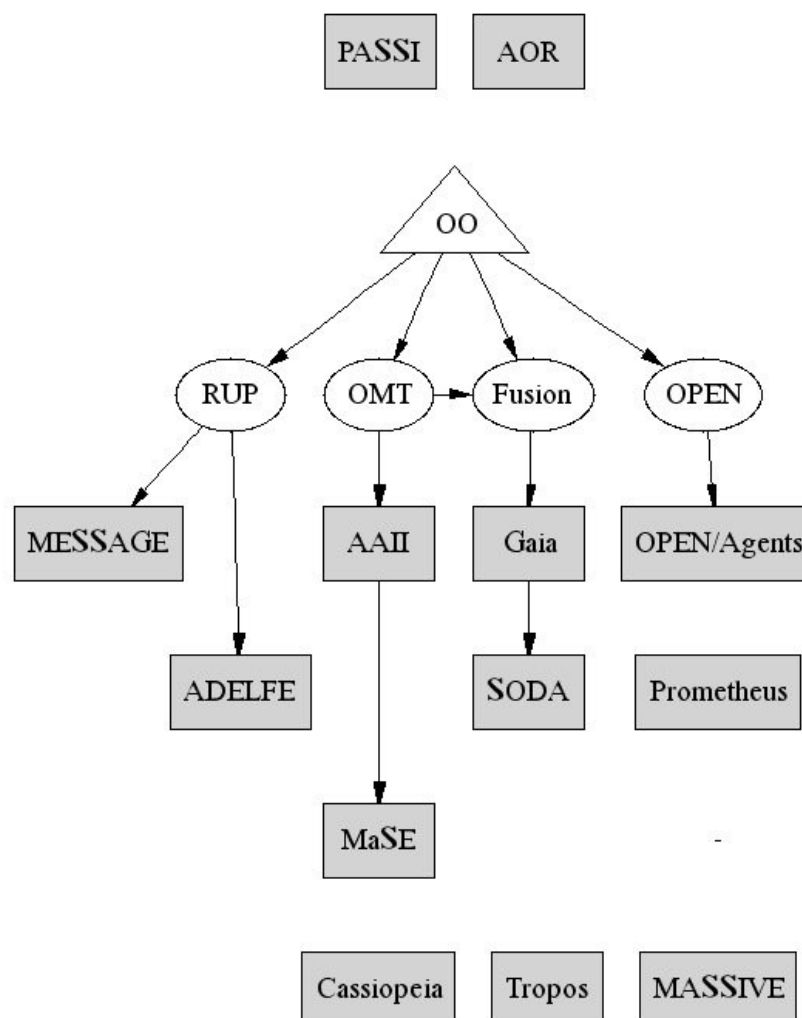 PASSI AOR
OO
RUP OMT Fusion OPEN
MESSAGE AAII Gaia OPEN/Agents
ADELFE SODA Prometheus
MaSE -
Cassiopeia Tropos MASSIVE